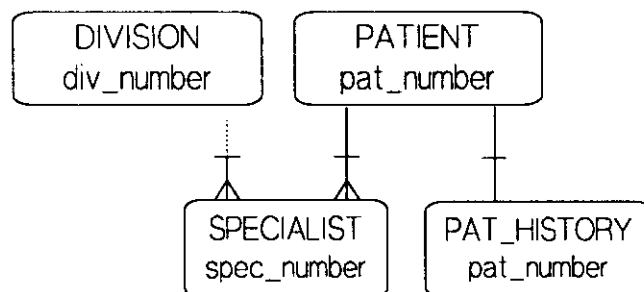 DIVISION
div_number
PATIENT
pat_number
SPECIALIST
spec_number
PAT_HISTORY
pat_number